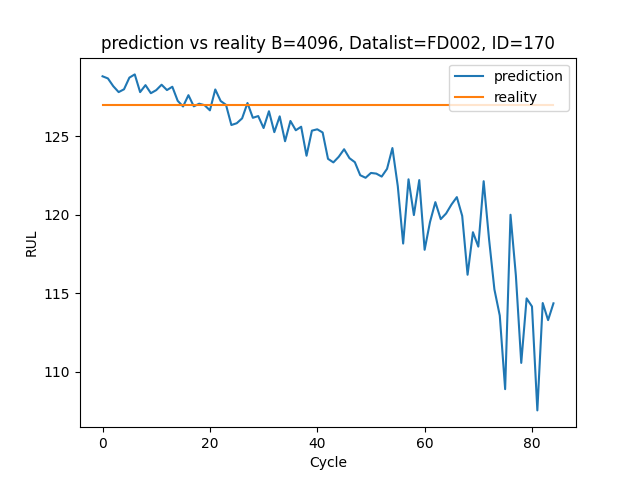 prediction vs reality B=4096, Datalist=FD002, ID=170
prediction
reality
125
120
115
110
RUL
0 20 40 60 80
Cycle